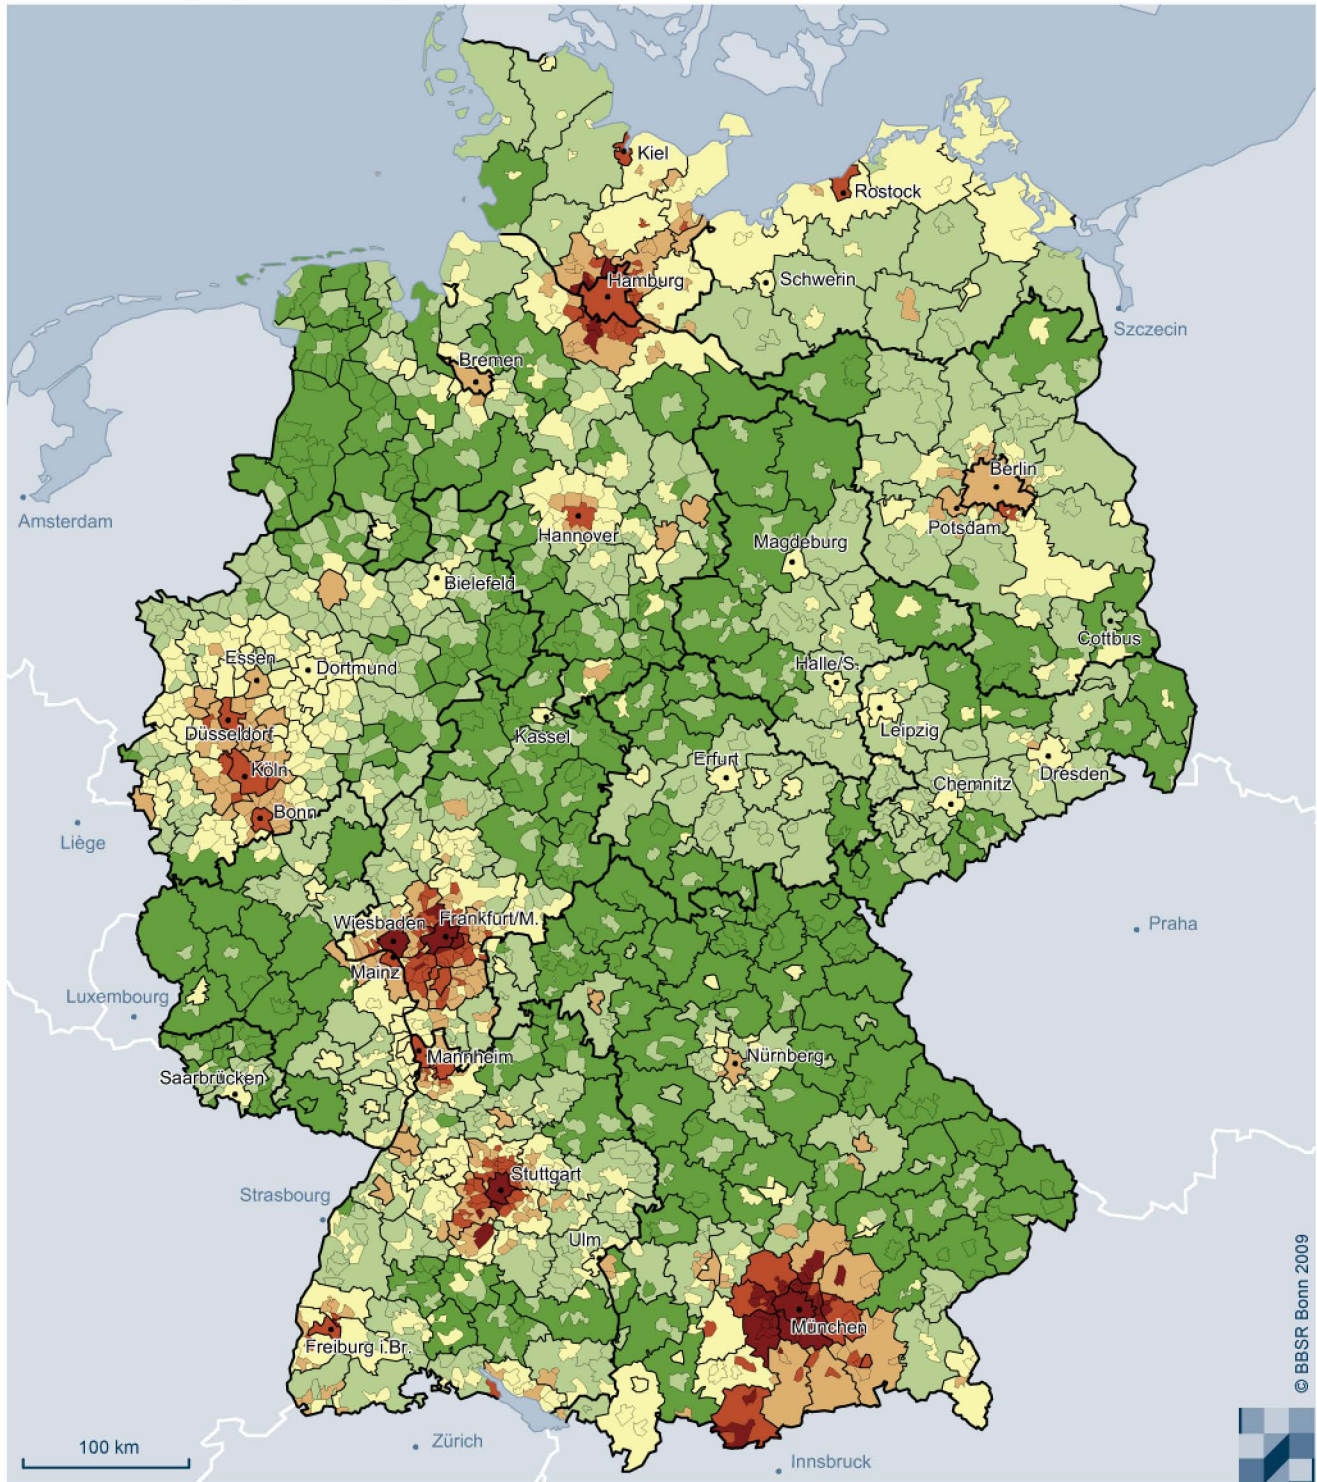 Kiel
Rostock
Hamburg
Schwerin
Szczecin
Bremen
Berlin
Amsterdam
Hannover
Potsdam
Magdeburg
Bielefeld
Cottbus
Essen
Dortmund
Halle/S.
Düsseldorf
Kassel
Leipzig
Köln
Erfurt
Dresden
Chemnitz
Bonn
Liège
Wiesbaden
Frankfurt/M.
Praha
Mainz
Luxembourg
Mannheim
Nürnberg
Saarbrücken
Stuttgart
Strasbourg
Ulm
München
Freiburg i.Br.
© BBSR Bonn 2009
100 km
Zürich
Innsbruck